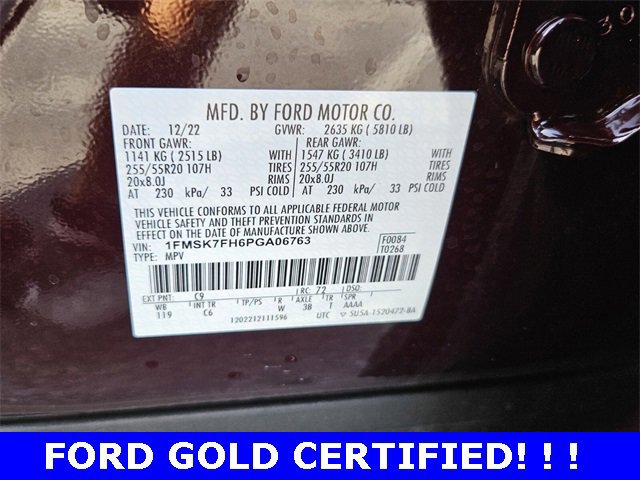 30
MFD. BY FORD MOTOR CO.
DATE: 12/22 GVWR: 2635 KG ( 5810 LB)
FRONT GAWR: REAR GAWR:
1141 KG ( 2515 LB) WITH 1547 KG ( 3410 LB) WITH
255/55R20 107H TIRES 255/55R20 107H TIRES
20x8.0J RIMS 20x8.0J RIMS
AT 230 kPa/ 33 PSI COLD AT 230 kPa/ 33 PSI COLD
THIS VEHICLE CONFORMS TO ALL APPLICABLE FEDERAL MOTOR
VEHICLE SAFETY AND THEFT PREVENTION STANDARDS IN EFFECT ON
THE DATE OF MANUFACTURE SHOWN ABOVE.
VIN: 1FMSK7FH6PGA06763 F0084
TYPE: MPV T0268
EXT PNT: C9 RC: 72 DSO:
WB INT TR TP/PS R AXLE TR SPR
119 C6 W 3B T AAAA
1202212111596 UTC 5U5A-1520472-BA
FORD GOLD CERTIFIED! ! !